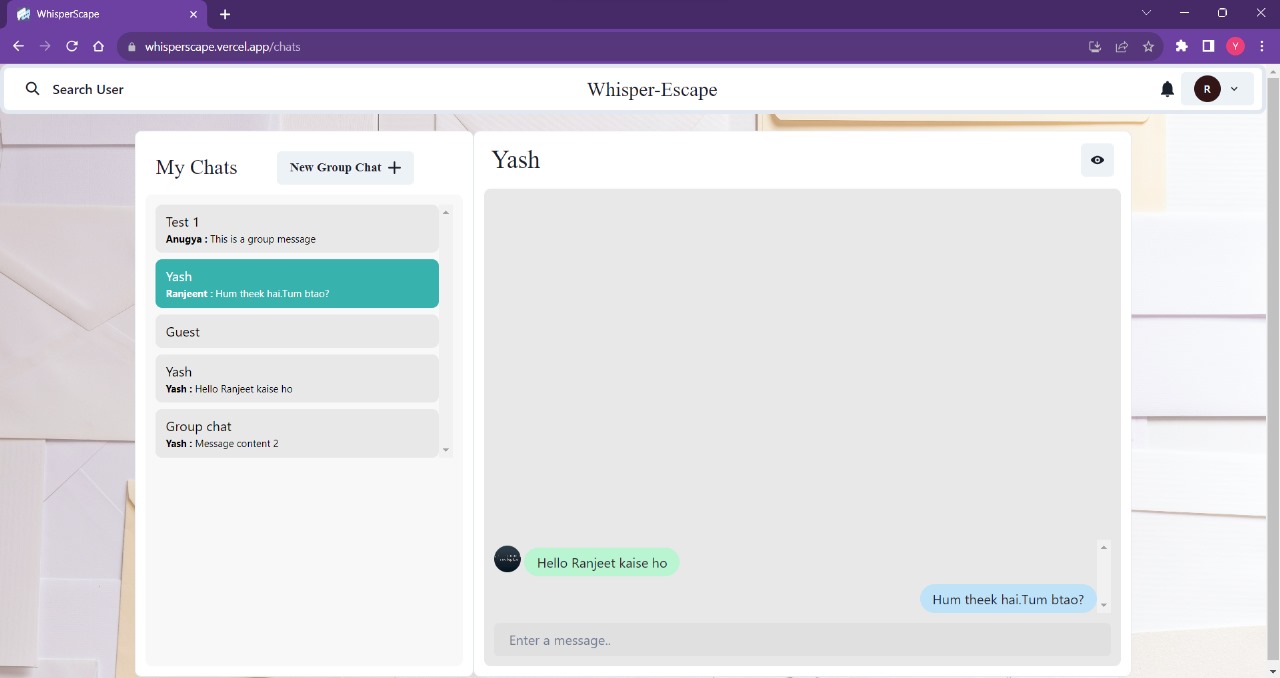 WhisperScape
whisperscape.vercel.app/chats
Y
Search User
Whisper-Escape
R
My Chats
New Group Chat
Yash
Test 1
Anugya : This is a group message
Yash
Ranjeent : Hum theek hai.Tum btao?
Guest
Yash
Yash : Hello Ranjeet kaise ho
Group chat
Yash : Message content 2
Hello Ranjeet kaise ho
Hum theek hai.Tum btao?
Enter a message..